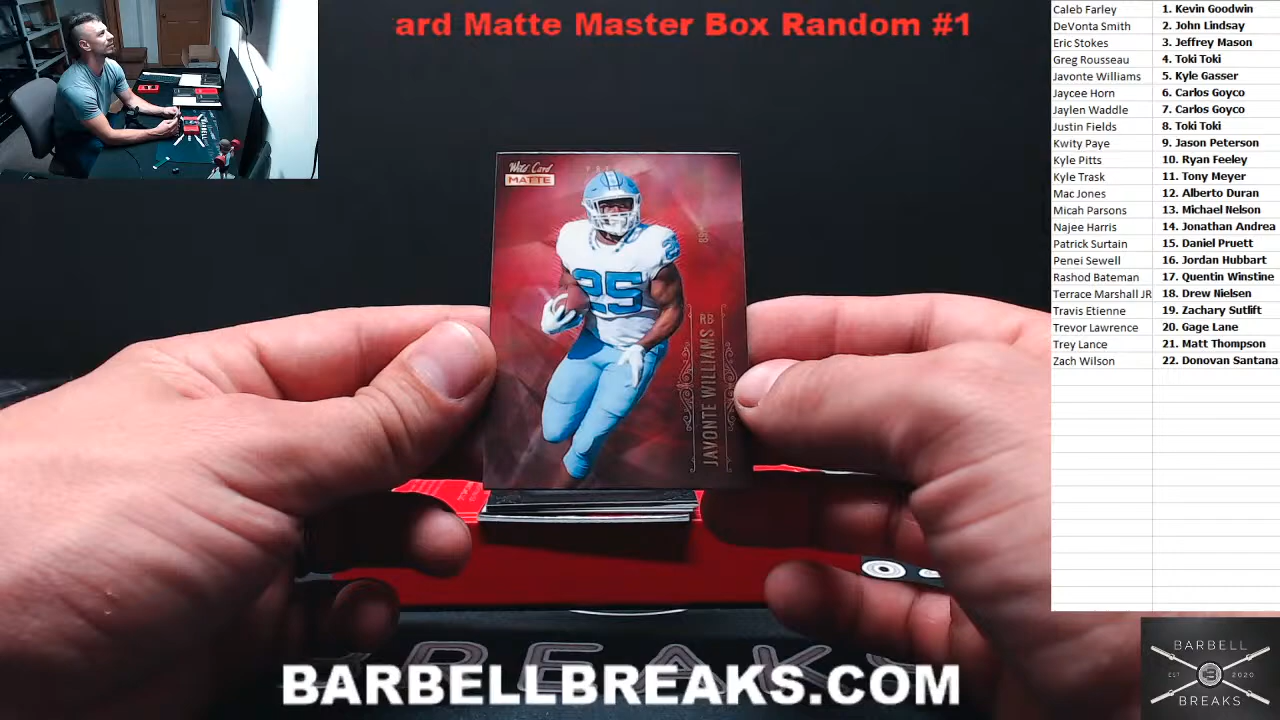 ard Matte Master Box Random #1
Caleb Farley 1. Kevin Goodwin
DeVonta Smith 2. John Lindsay
Eric Stokes 3. Jeffrey Mason
Greg Rousseau 4. Toki Toki
Javonte Williams 5. Kyle Gasser
Jaycee Horn 6. Carlos Goyco
Jaylen Waddle 7. Carlos Goyco
Justin Fields 8. Toki Toki
Kwity Paye 9. Jason Peterson
Kyle Pitts 10. Ryan Feeley
Kyle Trask 11. Tony Meyer
Mac Jones 12. Alberto Duran
Micah Parsons 13. Michael Nelson
Najee Harris 14. Jonathan Andrea
Patrick Surtain 15. Daniel Pruett
Penei Sewell 16. Jordan Hubbart
Rashod Bateman 17. Quentin Winstine
Terrace Marshall JR 18. Drew Nielsen
Travis Etienne 19. Zachary Sutlift
Trevor Lawrence 20. Gage Lane
Trey Lance 21. Matt Thompson
Zach Wilson 22. Donovan Santana
Wild Card
MATTE
25
25
RB
JAVONTE WILLIAMS
BREAKS
BARBELLBREAKS.COM
BARBELL
EST 2020
B
BREAKS